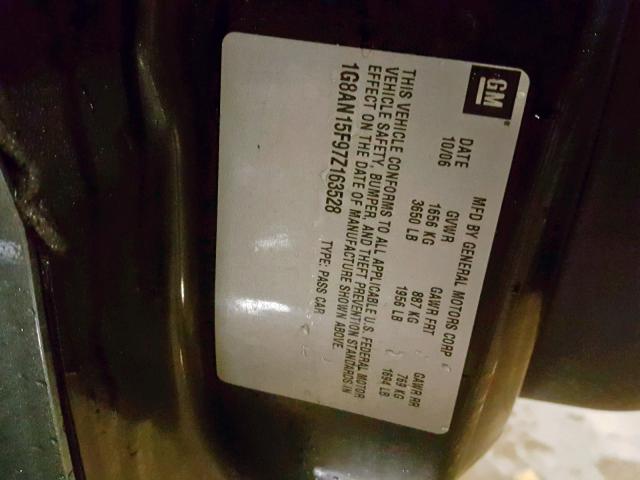 GM
MFD BY GENERAL MOTORS CORP
DATE GVWR GAWR FRT GAWR RR
10/06 1656 KG 887 KG 769 KG
3650 LB 1956 LB 1694 LB
THIS VEHICLE CONFORMS TO ALL APPLICABLE U.S. FEDERAL MOTOR
VEHICLE SAFETY, BUMPER, AND THEFT PREVENTION STANDARDS IN
EFFECT ON THE DATE OF MANUFACTURE SHOWN ABOVE.
1G8AN15F97Z163528 TYPE: PASS CAR